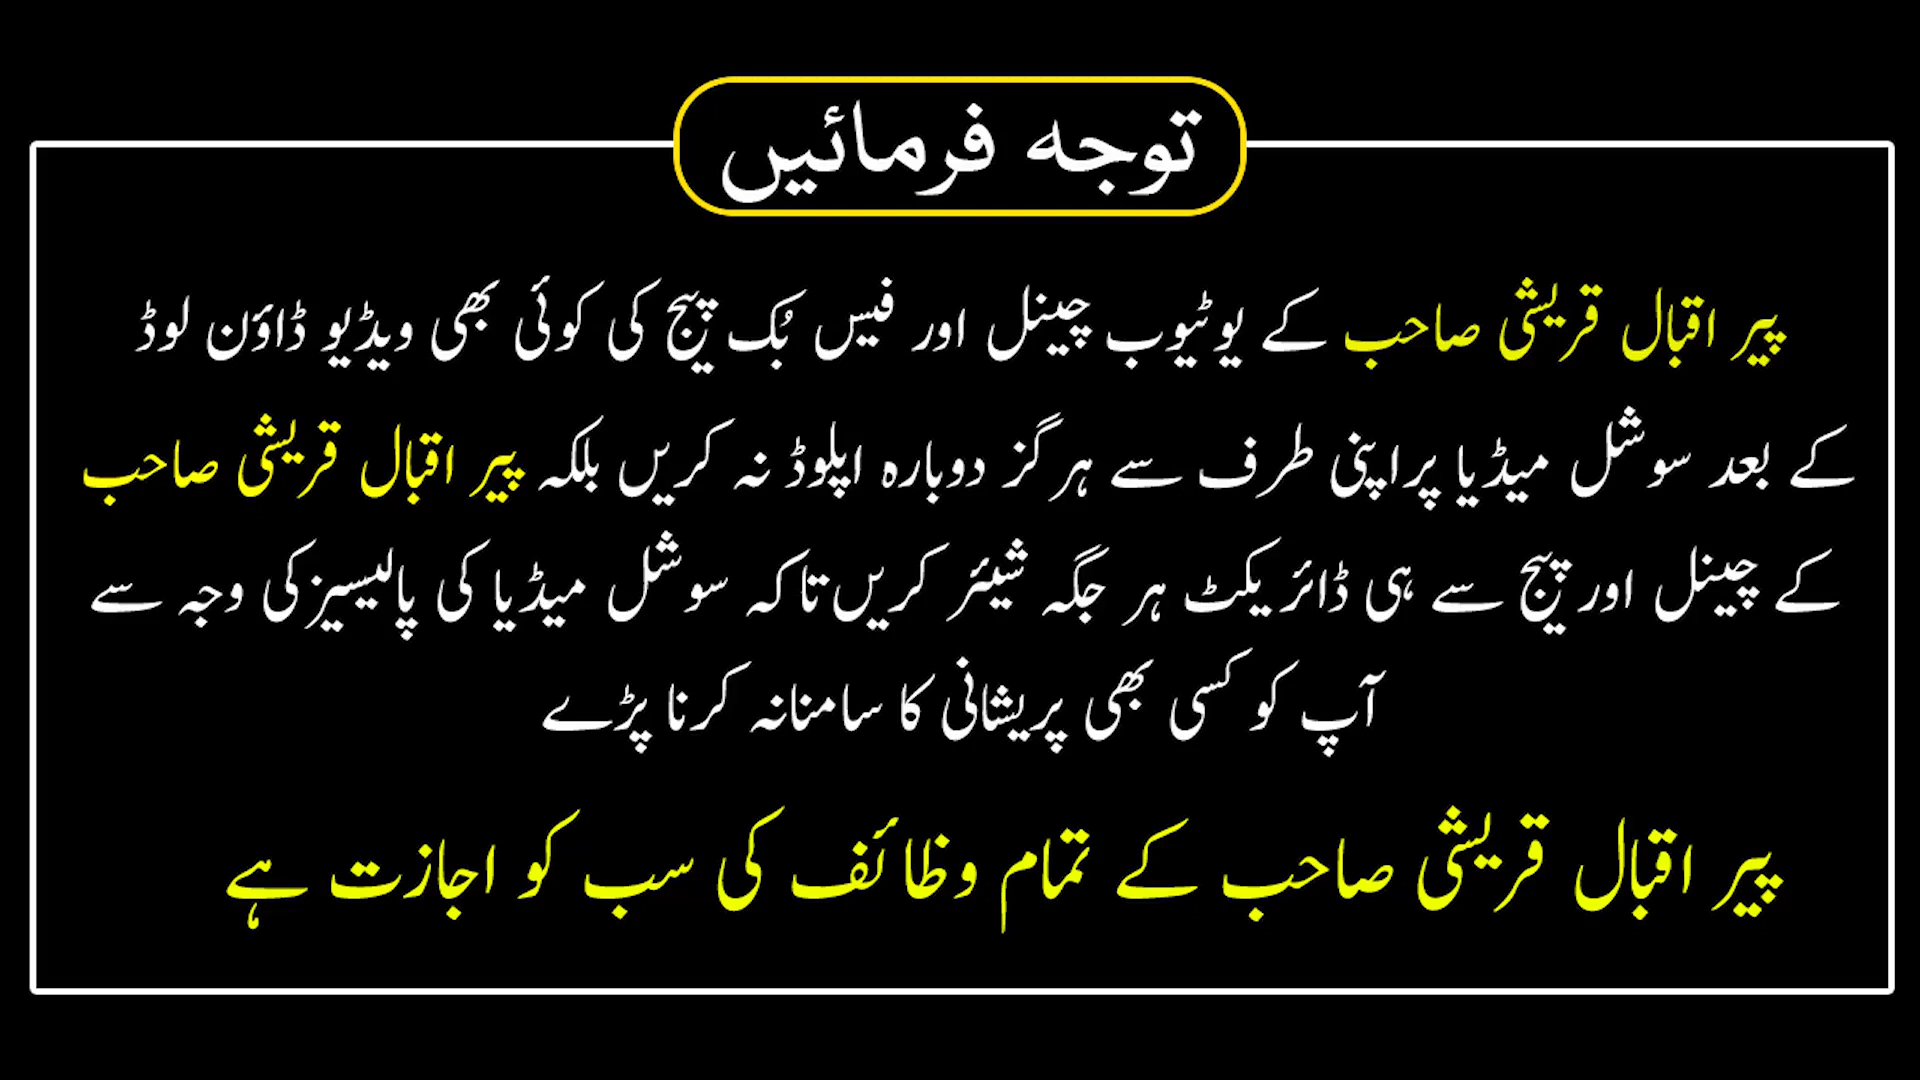 توجہ فرمائیں
پیر اقبال قریشی صاحب کے یوٹیوب چینل اور فیس بُک پیج کی کوئی بھی ویڈیو ڈاؤن لوڈ
کے بعد سوشل میڈیا پر اپنی طرف سے ہرگز دوبارہ اپلوڈ نہ کریں بلکہ پیر اقبال قریشی صاحب
کے چینل اور پیج سے ہی ڈائریکٹ ہر جگہ شیئر کریں تاکہ سوشل میڈیا کی پالیسیز کی وجہ سے
آپ کو کسی بھی پریشانی کا سامنا نہ کرنا پڑے
پیر اقبال قریشی صاحب کے تمام وظائف کی سب کو اجازت ہے